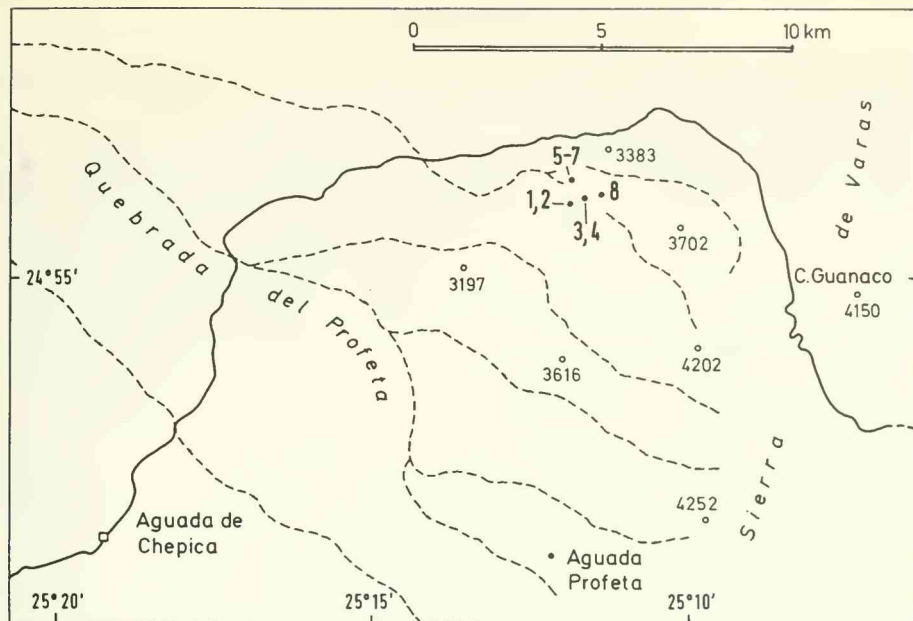 0 5 10 km
de Varas
3383
5-7
8
1,2
3,4
3702
Quebrada
del Profeta
24°55'
3197
C. Guanaco
4150
4202
3616
Sierra
4252
Aguada de
Chepica
Aguada
Profeta
25°20'
25°15'
25°10'